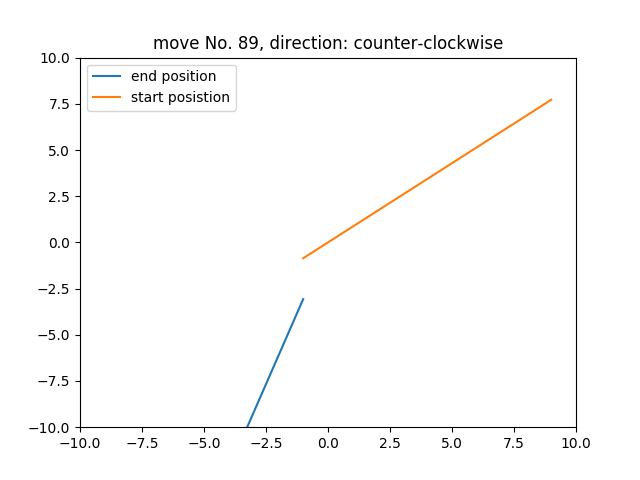 move No. 89, direction: counter-clockwise
end position
start posistion
10.0
7.5
5.0
2.5
0.0
−2.5
−5.0
−7.5
−10.0
−10.0 −7.5 −5.0 −2.5 0.0 2.5 5.0 7.5 10.0